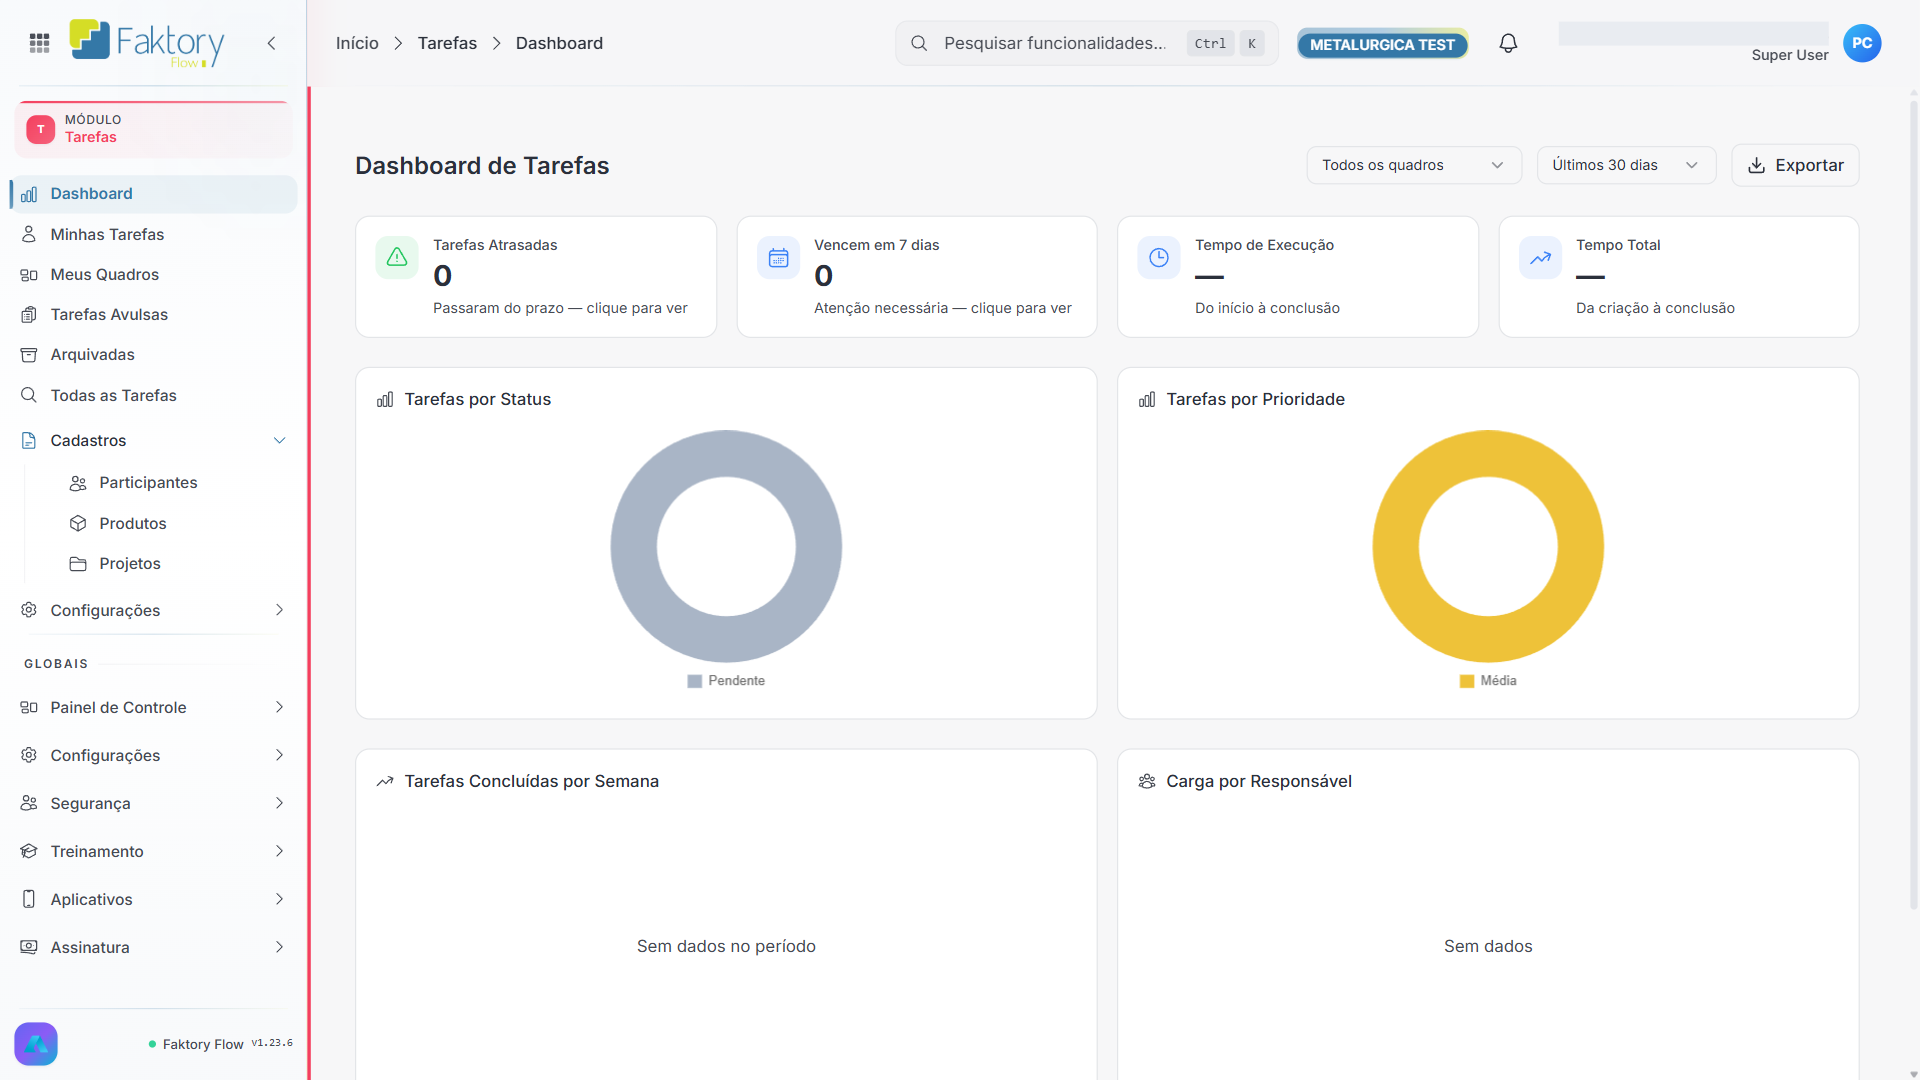 Faktory
Flow
MÓDULO
T
Tarefas
Dashboard
Minhas Tarefas
Meus Quadros
Tarefas Avulsas
Arquivadas
Todas as Tarefas
Cadastros
Participantes
Produtos
Projetos
Configurações
GLOBAIS
Painel de Controle
Configurações
Segurança
Treinamento
Aplicativos
Assinatura
Faktory Flow v1.23.6
Início Tarefas Dashboard
Pesquisar funcionalidades... Ctrl K
METALURGICA TEST
Super User
PC
Dashboard de Tarefas
Todos os quadros
Últimos 30 dias
Exportar
Tarefas Atrasadas
0
Passaram do prazo — clique para ver
Vencem em 7 dias
0
Atenção necessária — clique para ver
Tempo de Execução
—
Do início à conclusão
Tempo Total
—
Da criação à conclusão
Tarefas por Status
Pendente
Tarefas por Prioridade
Média
Tarefas Concluídas por Semana
Sem dados no período
Carga por Responsável
Sem dados